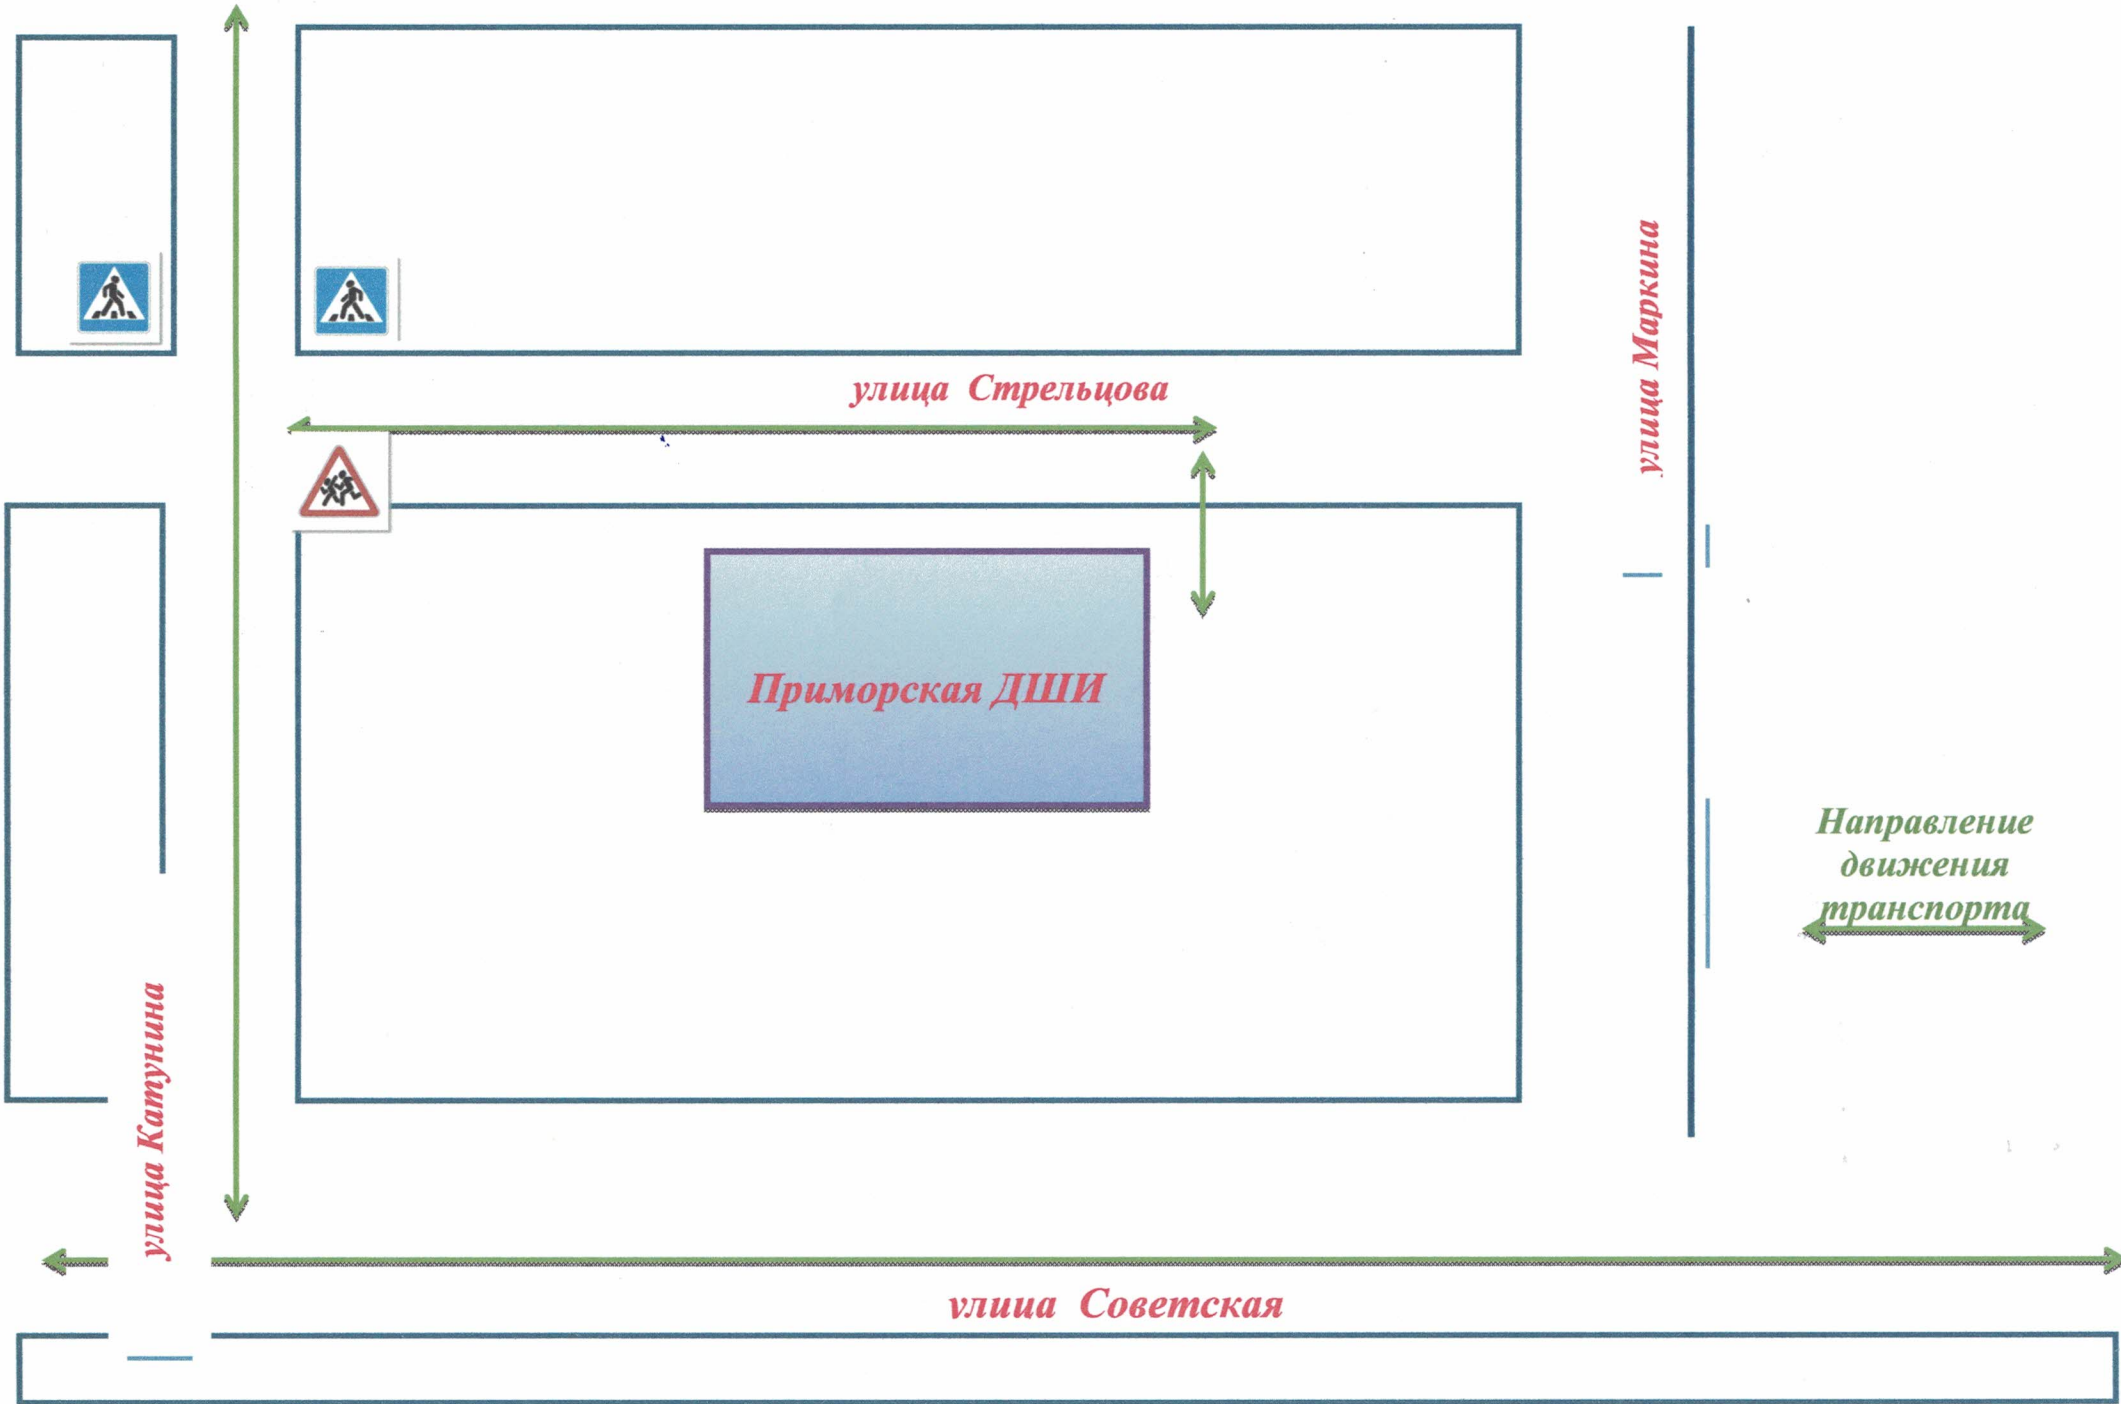 улица Стрельцова
улица Маркина
Приморская ДШИ
Направление
движения
транспорта
улица Катунина
улица Советская